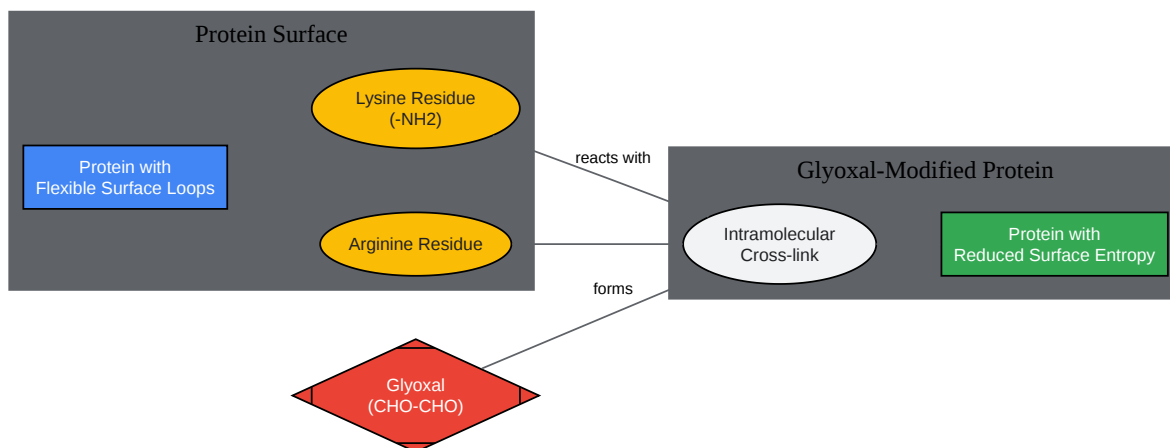 Protein Surface
Lysine Residue
(-NH2)
Protein with
Flexible Surface Loops
Arginine Residue
reacts with
Glyoxal-Modified Protein
Intramolecular
Cross-link
Protein with
Reduced Surface Entropy
forms
Glyoxal
(CHO-CHO)